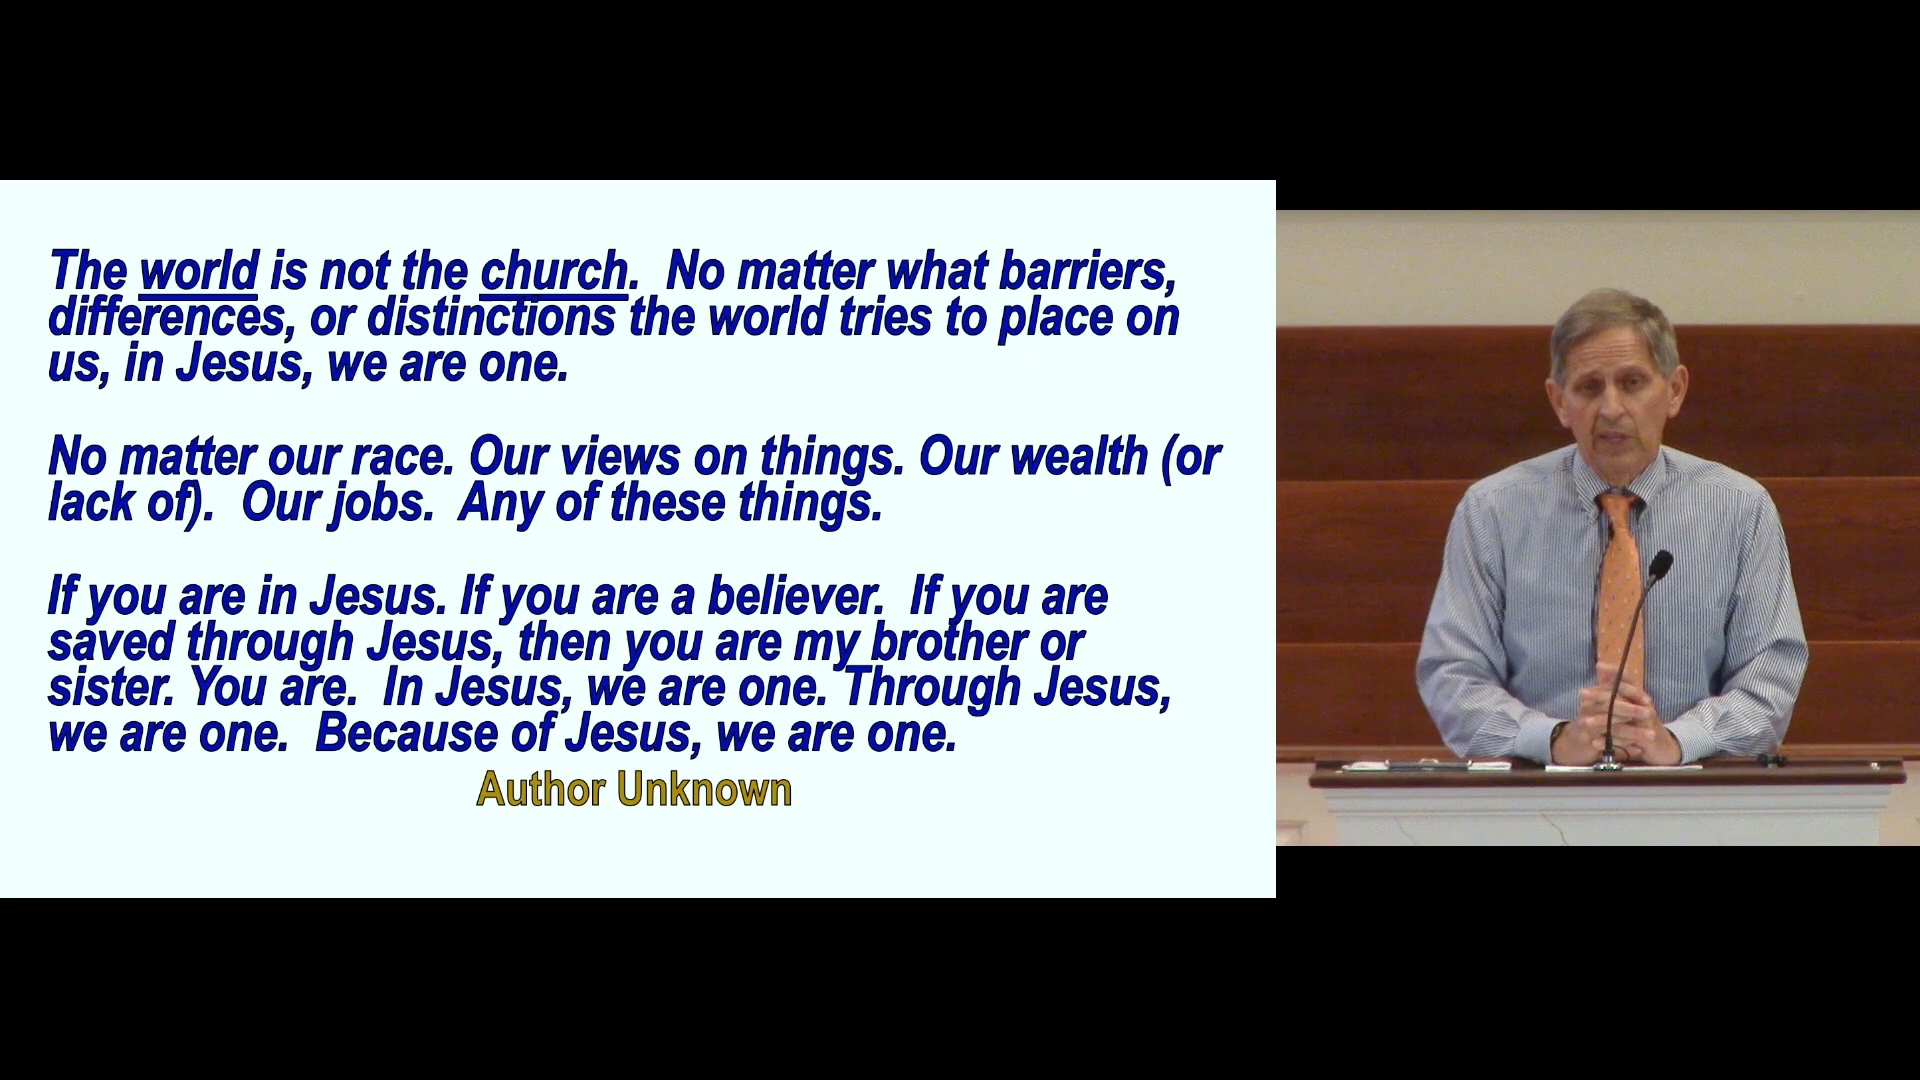 The world is not the church.  No matter what barriers,
differences, or distinctions the world tries to place on
us, in Jesus, we are one.
No matter our race. Our views on things. Our wealth (or
lack of).  Our jobs.  Any of these things.
If you are in Jesus. If you are a believer.  If you are
saved through Jesus, then you are my brother or
sister. You are.  In Jesus, we are one. Through Jesus,
we are one.  Because of Jesus, we are one.
Author Unknown